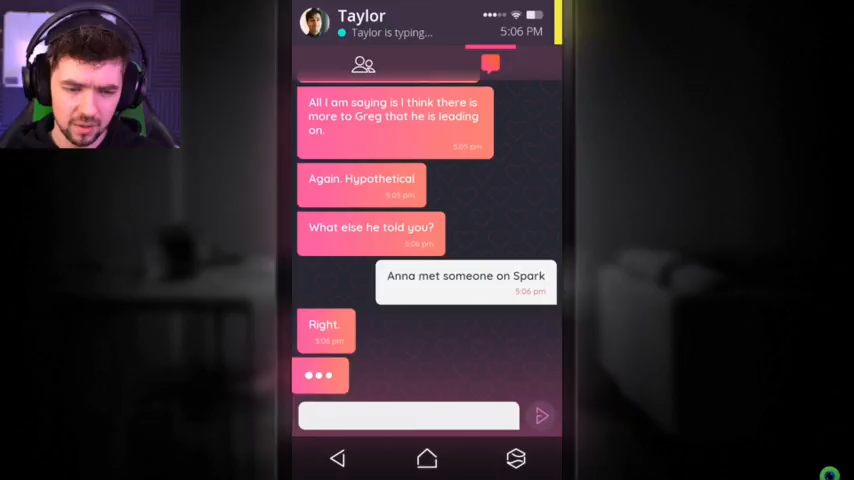 Taylor
Taylor is typing...
5:06 PM
All I am saying is I think there is
more to Greg that he is leading
on.
5:05 pm
Again. Hypothetical
5:05 pm
What else he told you?
5:06 pm
Anna met someone on Spark
5:06 pm
Right.
5:06 pm